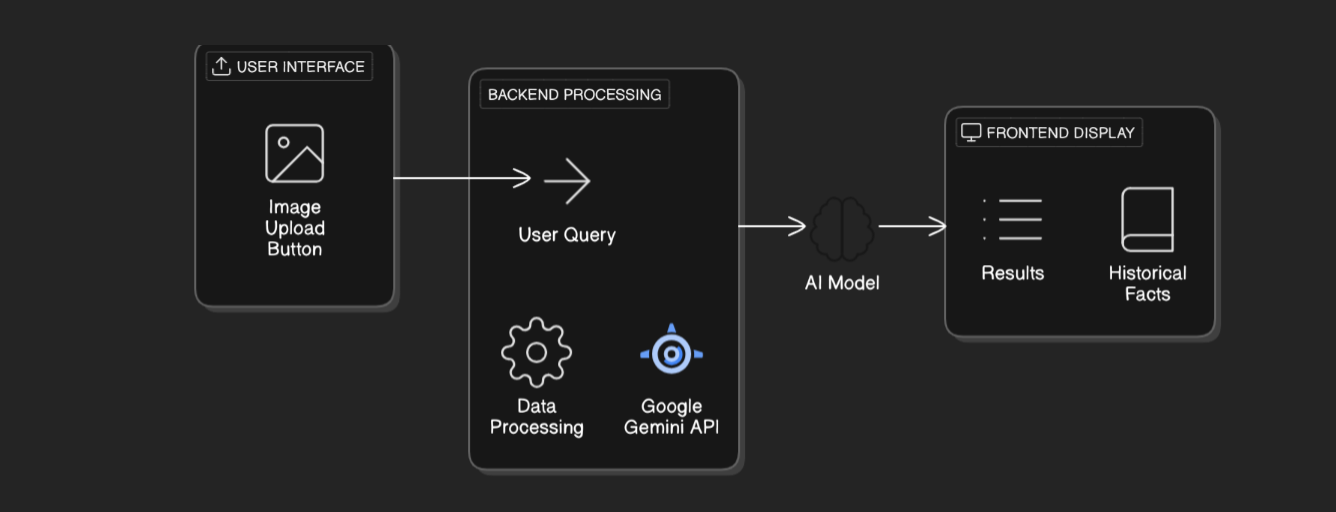 USER INTERFACE
Image
Upload
Button
BACKEND PROCESSING
User Query
Data
Processing
Google
Gemini API
AI Model
FRONTEND DISPLAY
Results
Historical
Facts